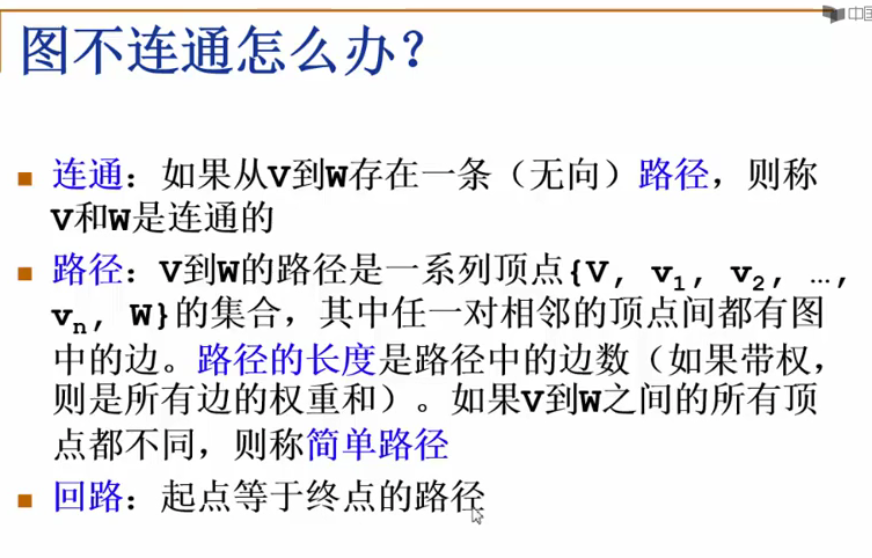 中国
图不连通怎么办？
连通：如果从V到W存在一条（无向）路径，则称
V和W是连通的
路径：V到W的路径是一系列顶点{V, v1, v2, …,
vn, W}的集合，其中任一对相邻的顶点间都有图
中的边。路径的长度是路径中的边数（如果带权，
则是所有边的权重和）。如果V到W之间的所有顶
点都不同，则称简单路径
回路：起点等于终点的路径